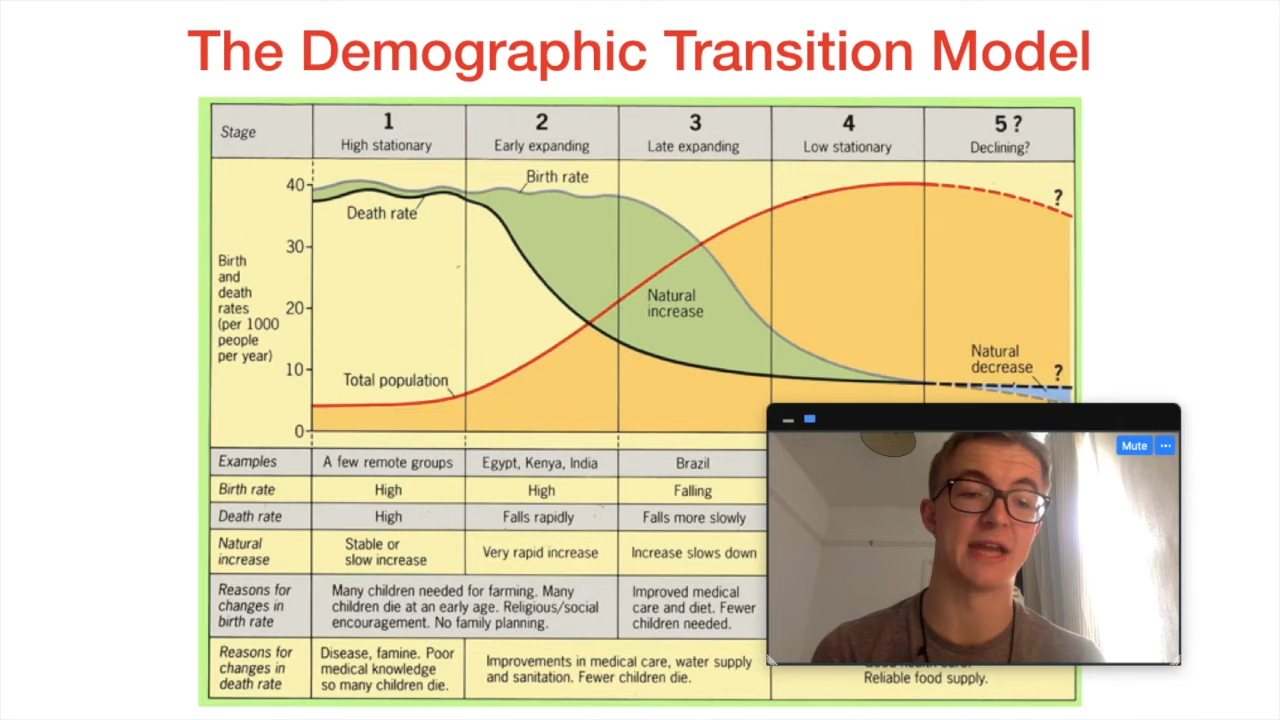 The Demographic Transition Model
Stage
1
High stationary
2
Early expanding
3
Late expanding
4
Low stationary
5 ?
Declining?
Birth
and
death
rates
(per 1000
people
per year)
40
30
20
10
0
Birth rate
Death rate
Natural
increase
Total population
?
Natural
decrease
?
Mute
Examples
A few remote groups
Egypt, Kenya, India
Brazil
Birth rate
High
High
Falling
Death rate
High
Falls rapidly
Falls more slowly
Natural
increase
Stable or
slow increase
Very rapid increase
Increase slows down
Reasons for
changes in
birth rate
Many children needed for farming. Many
children die at an early age. Religious/social
encouragement. No family planning.
Improved medical
care and diet. Fewer
children needed.
Reasons for
changes in
death rate
Disease, famine. Poor
medical knowledge
so many children die.
Improvements in medical care, water supply
and sanitation. Fewer children die.
Reliable food supply.